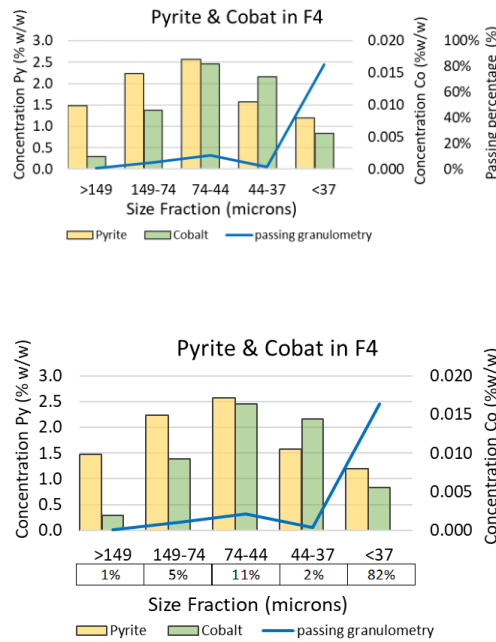 Pyrite & Cobat in F4
Concentration Py (% w/w)
3.0
2.5
2.0
1.5
1.0
0.5
0.0
0.020
0.015
0.010
0.005
0.000
Concentration Co (%w/w)
100%
80%
60%
40%
20%
0%
Passing percentage (%)
>149 149-74 74-44 44-37 <37
Size Fraction (microns)
Pyrite Cobalt passing granulometry
Pyrite & Cobat in F4
Concentration Py (% w/w)
3.0
2.5
2.0
1.5
1.0
0.5
0.0
0.020
0.015
0.010
0.005
0.000
Concentration Co (%w/w)
>149 149-74 74-44 44-37 <37
1% 5% 11% 2% 82%
Size Fraction (microns)
Pyrite Cobalt passing granulometry